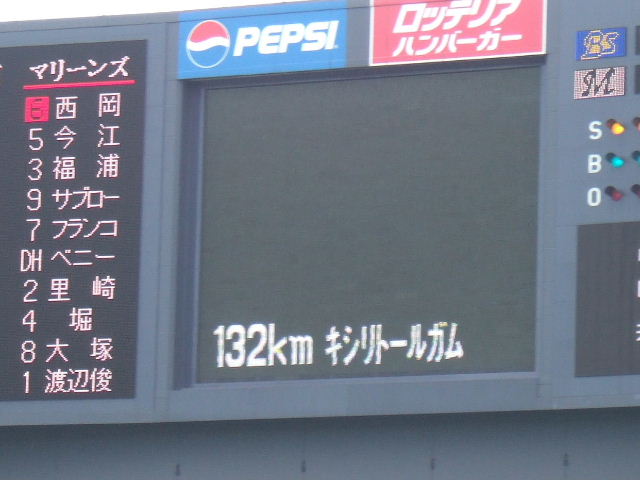 マリーンズ
6 西岡
5 今江
3 福浦
9 サブロー
7 フランコ
DH ベニー
2 里崎
4 堀
8 大塚
1 渡辺俊
PEPSI
ロッテリア
ハンバーガー
132km キシリトールガム
S
B
O